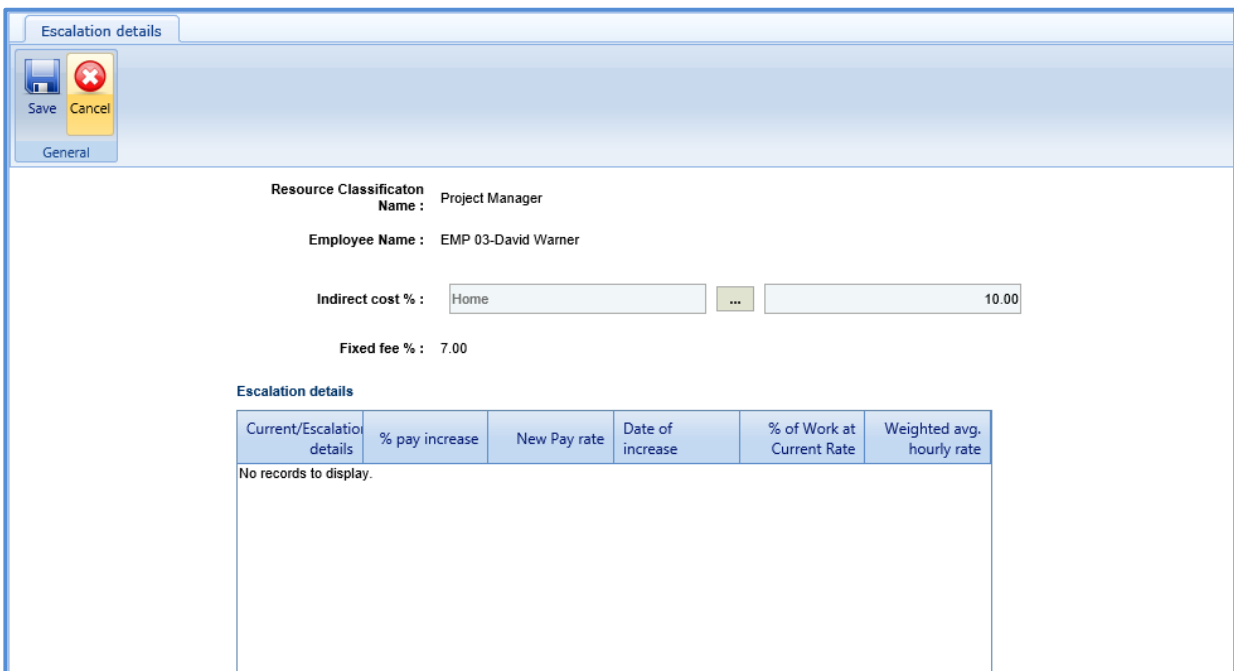 Escalation details
Save Cancel
General
Resource Classificaton
Name : Project Manager
Employee Name : EMP 03-David Warner
Indirect cost % : Home ... 10.00
Fixed fee % : 7.00
Escalation details
Current/Escalation % pay increase New Pay rate Date of % of Work at Weighted avg.
details increase Current Rate hourly rate
No records to display.